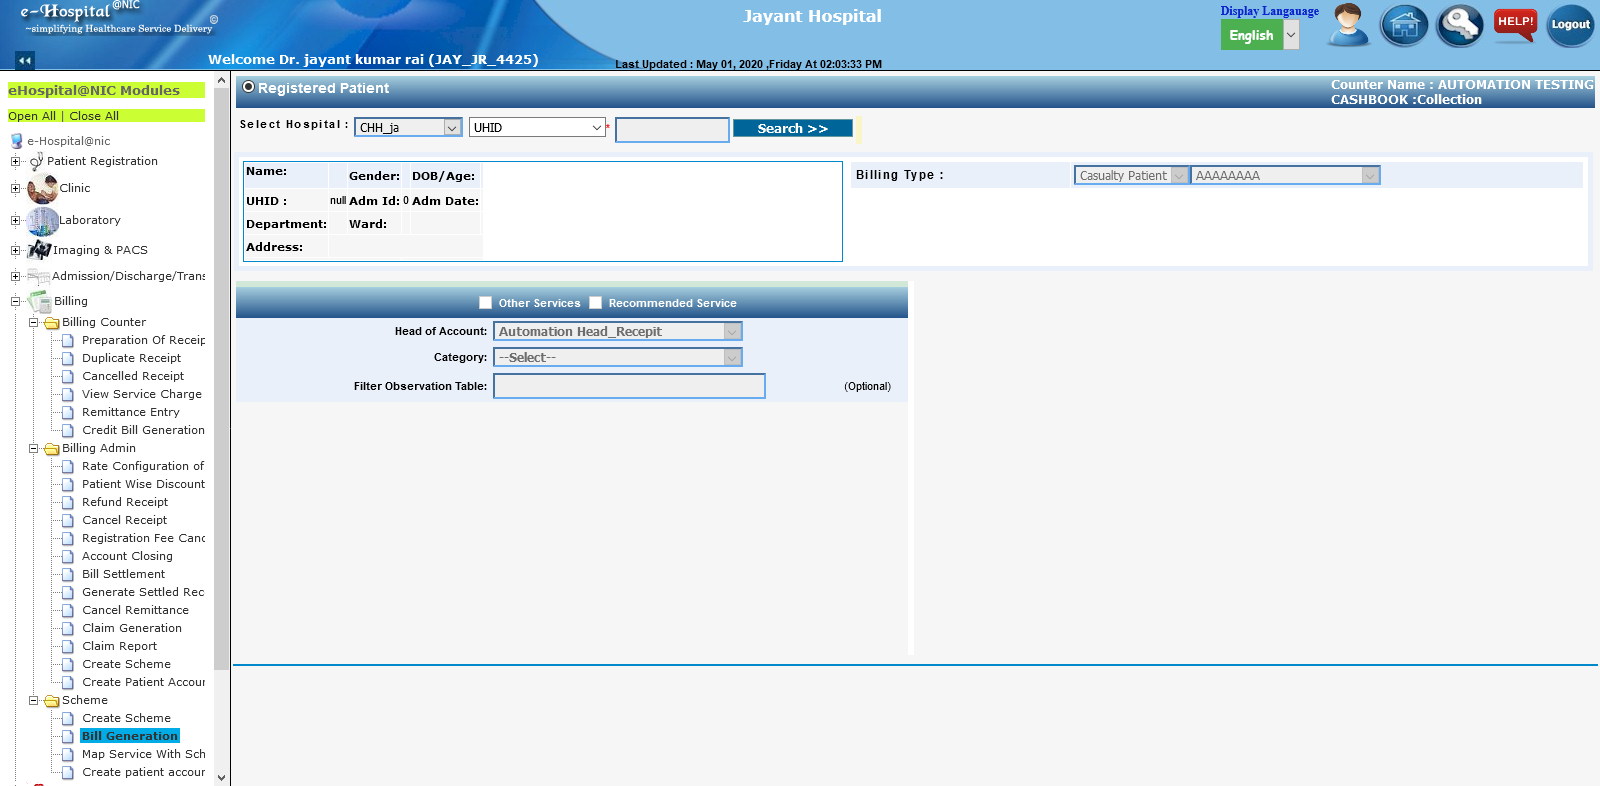 e-Hospital @NIC ©
~simplifying Healthcare Service Delivery
Jayant Hospital
Display Langauage
English
HELP!
Logout
Welcome Dr. jayant kumar rai (JAY_JR_4425)
Last Updated : May 01, 2020 ,Friday At 02:03:33 PM
eHospital@NIC Modules
Open All | Close All
e-Hospital@nic
Patient Registration
Clinic
Laboratory
Imaging & PACS
Admission/Discharge/Trans
Billing
Billing Counter
Preparation Of Receip
Duplicate Receipt
Cancelled Receipt
View Service Charge
Remittance Entry
Credit Bill Generation
Billing Admin
Rate Configuration of
Patient Wise Discount
Refund Receipt
Cancel Receipt
Registration Fee Canc
Account Closing
Bill Settlement
Generate Settled Rec
Cancel Remittance
Claim Generation
Claim Report
Create Scheme
Create Patient Accour
Scheme
Create Scheme
Bill Generation
Map Service With Sch
Create patient accour
Registered Patient
Counter Name : AUTOMATION TESTING
CASHBOOK :Collection
Select Hospital : CHH_ja UHID * Search >>
Name: Gender: DOB/Age:
UHID : null Adm Id: 0 Adm Date:
Department: Ward:
Address:
Billing Type : Casualty Patient AAAAAAAA
Other Services Recommended Service
Head of Account: Automation Head_Recepit
Category: --Select--
Filter Observation Table: (Optional)